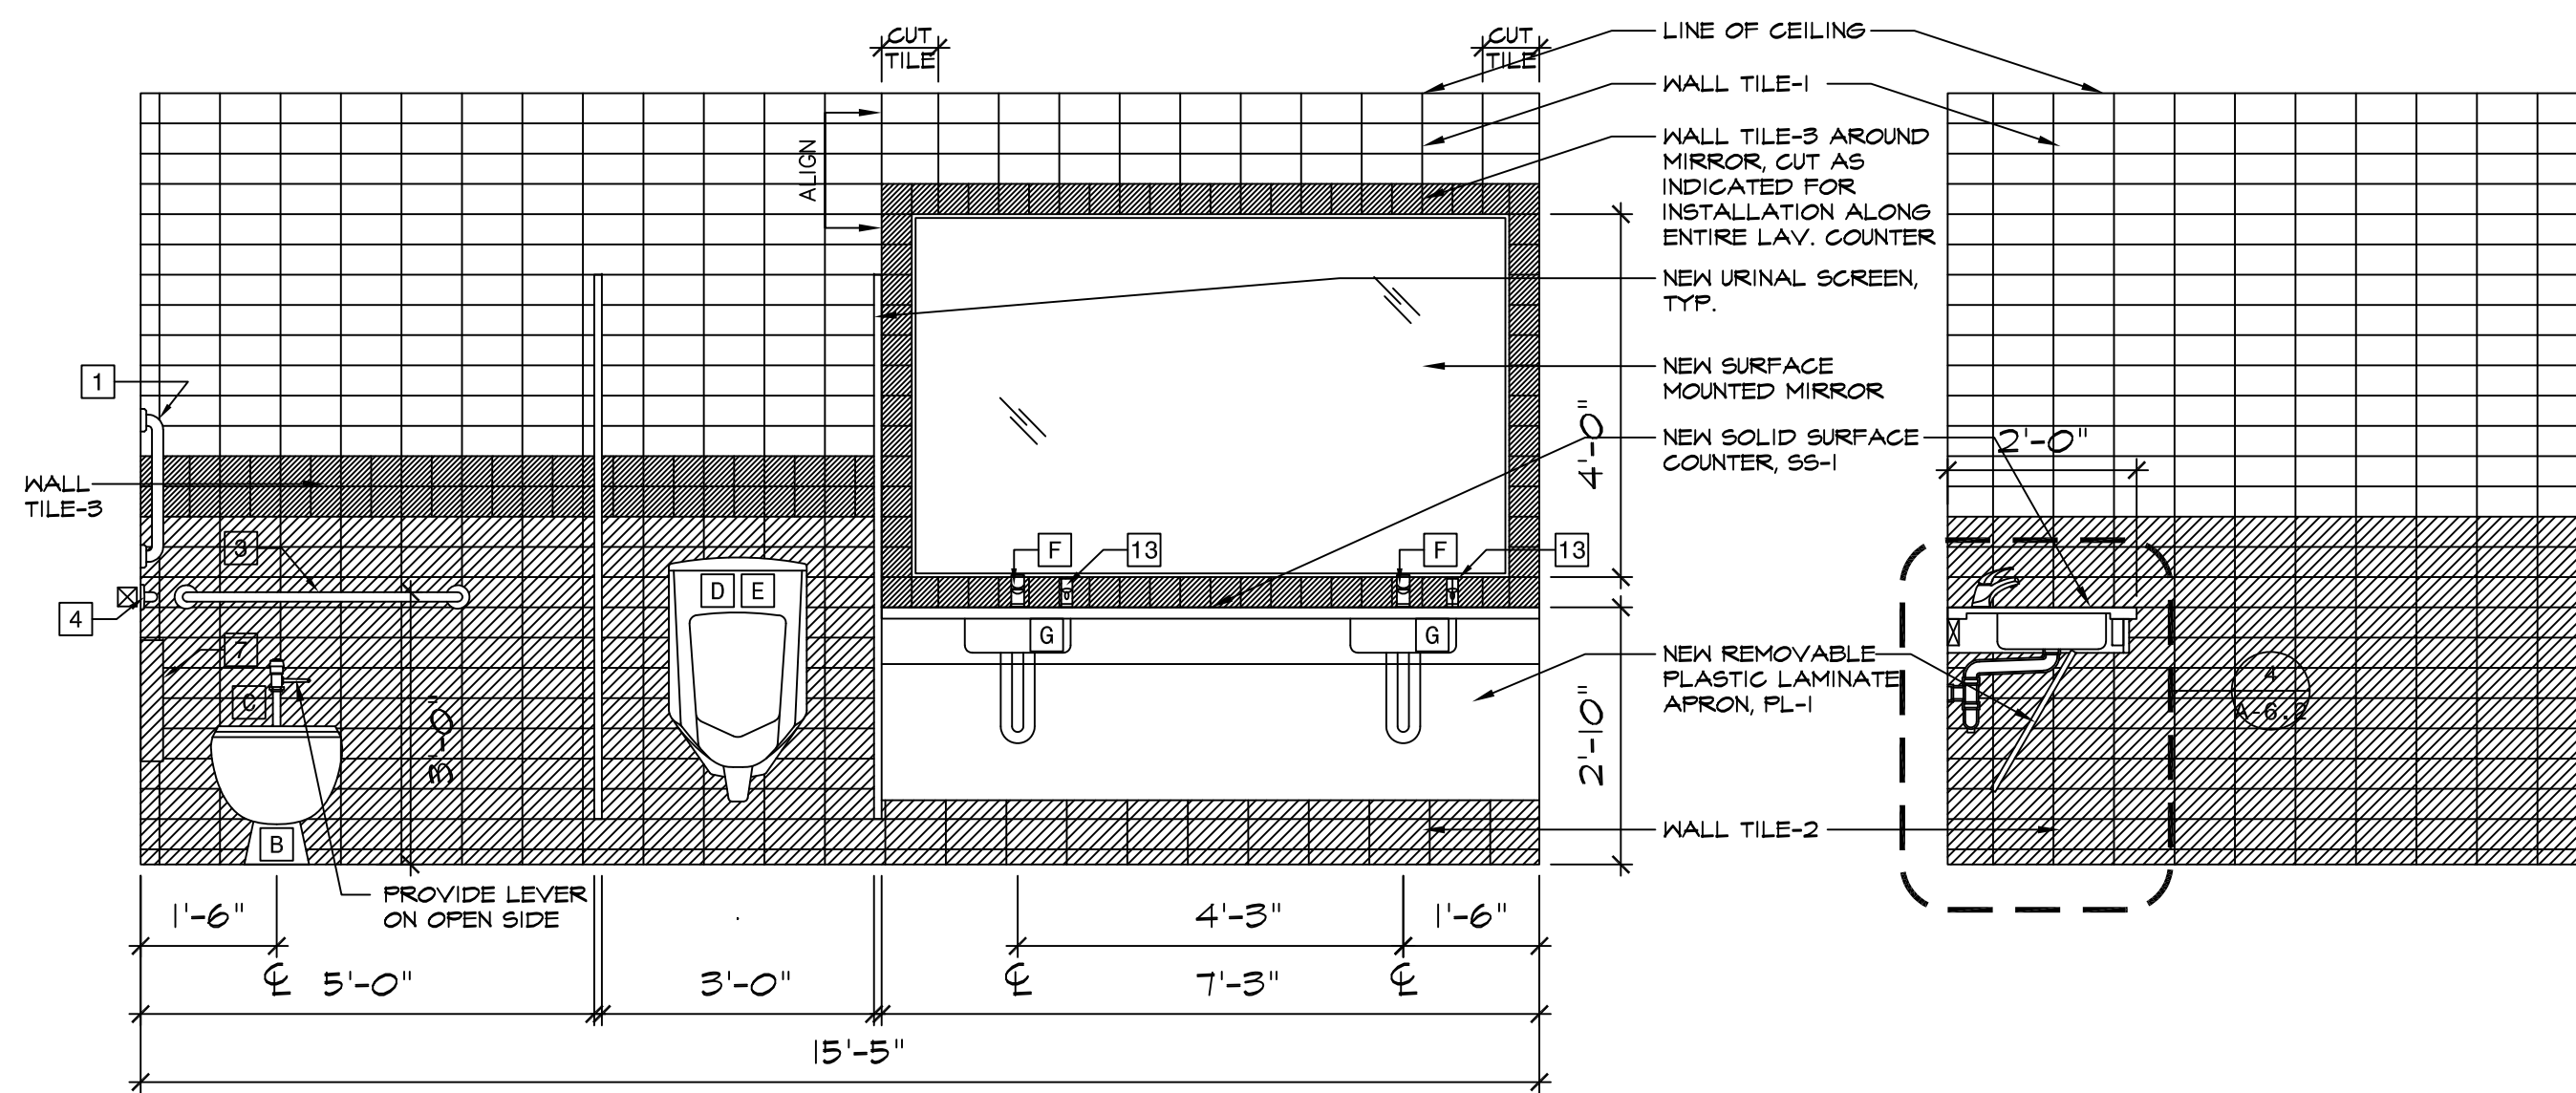 CUT
TILE
CUT
TILE
LINE OF CEILING
WALL TILE-1
WALL TILE-3 AROUND
MIRROR, CUT AS
INDICATED FOR
INSTALLATION ALONG
ENTIRE LAV. COUNTER
ALIGN
NEW URINAL SCREEN,
TYP.
1
NEW SURFACE
MOUNTED MIRROR
4'-0"
NEW SOLID SURFACE
COUNTER, SS-1
2'-0"
WALL
TILE-3
3
F
13
F
13
D E
4
7
G
G
C
3'-0"
2'-10"
NEW REMOVABLE
PLASTIC LAMINATE
APRON, PL-1
4
A-6.2
B
WALL TILE-2
PROVIDE LEVER
ON OPEN SIDE
1'-6"
4'-3"
1'-6"
℄ 5'-0"
3'-0"
℄
7'-3"
℄
15'-5"